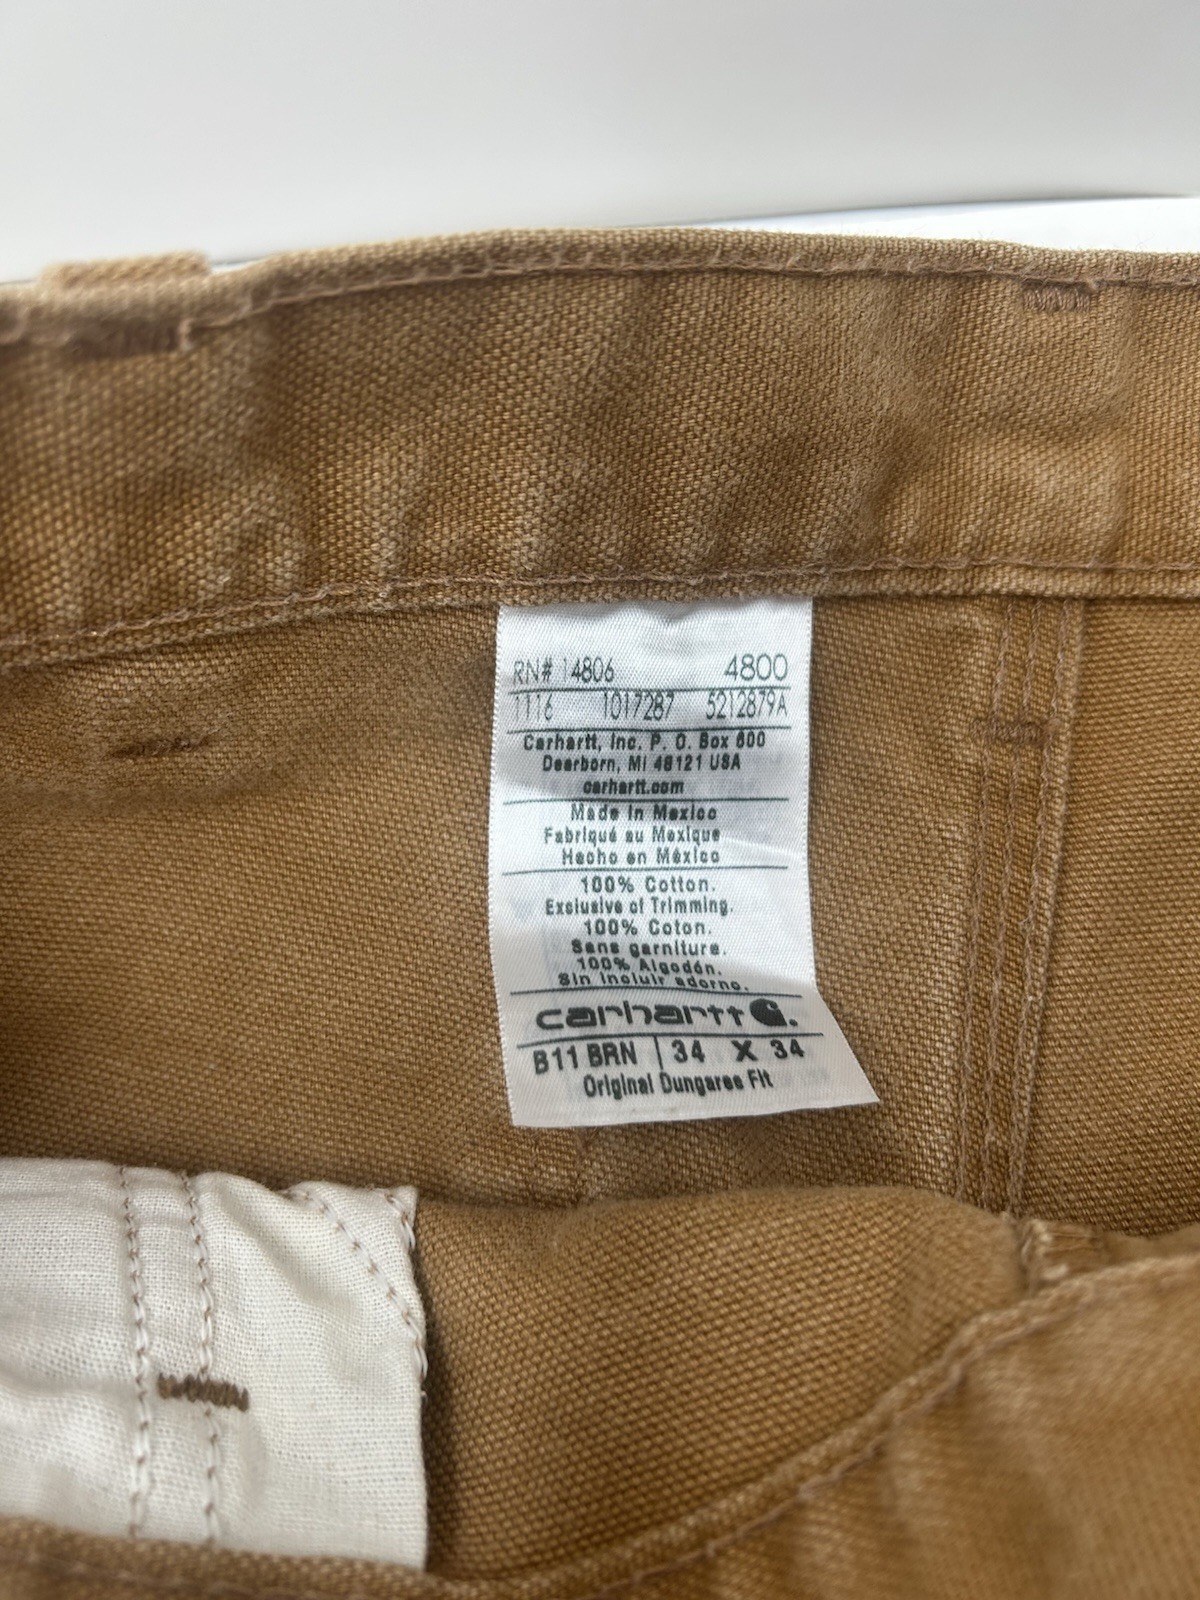 RN# 14806 4800
1116 1017287 5212879A
Carhartt, Inc. P. O. Box 600
Dearborn, MI 48121 USA
carhartt.com
Made in Mexico
Fabriqué au Mexique
Hecho en México
100% Cotton.
Exclusive of Trimming.
100% Coton.
Sans garniture.
100% Algodón.
Sin incluir adorno.
carhartt
B11 BRN | 34 X 34
Original Dungaree Fit